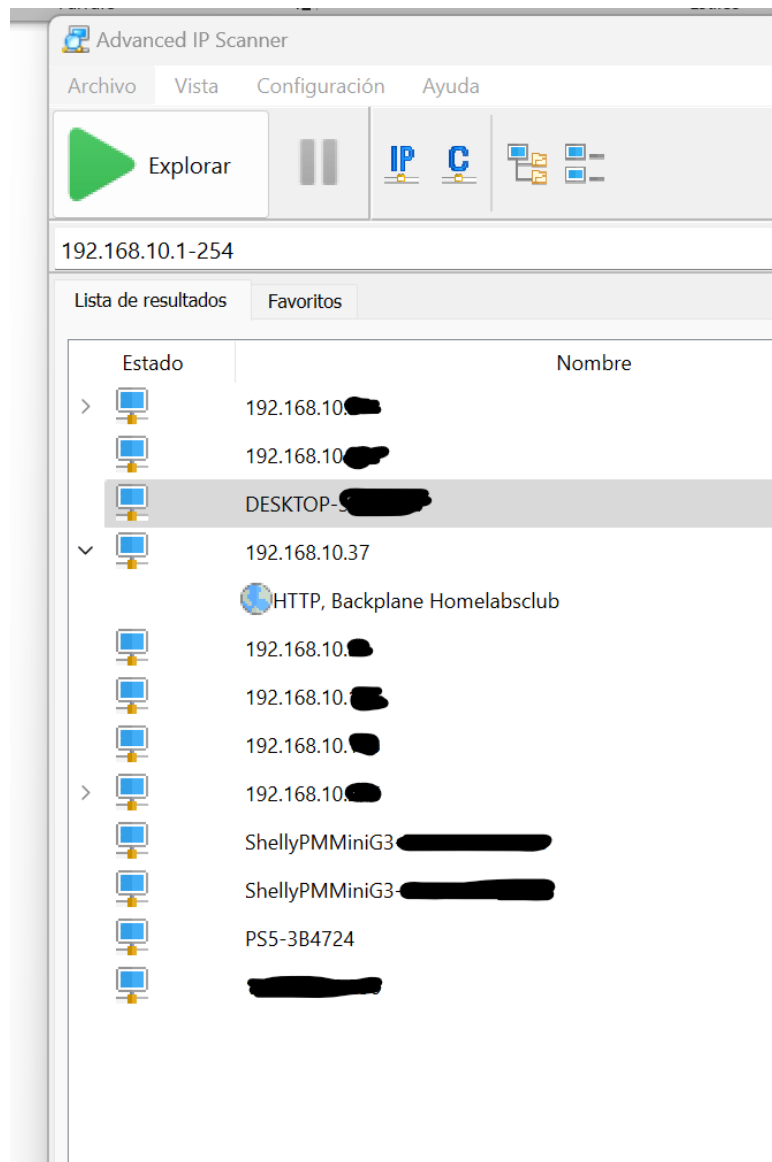 Advanced IP Scanner
Archivo Vista Configuración Ayuda
Explorar IP C
192.168.10.1-254
Lista de resultados Favoritos
Estado Nombre
192.168.10.
192.168.10
DESKTOP-
192.168.10.37
HTTP, Backplane Homelabsclub
192.168.10.
192.168.10.
192.168.10.
192.168.10.
ShellyPMMiniG3
ShellyPMMiniG3-
PS5-3B4724